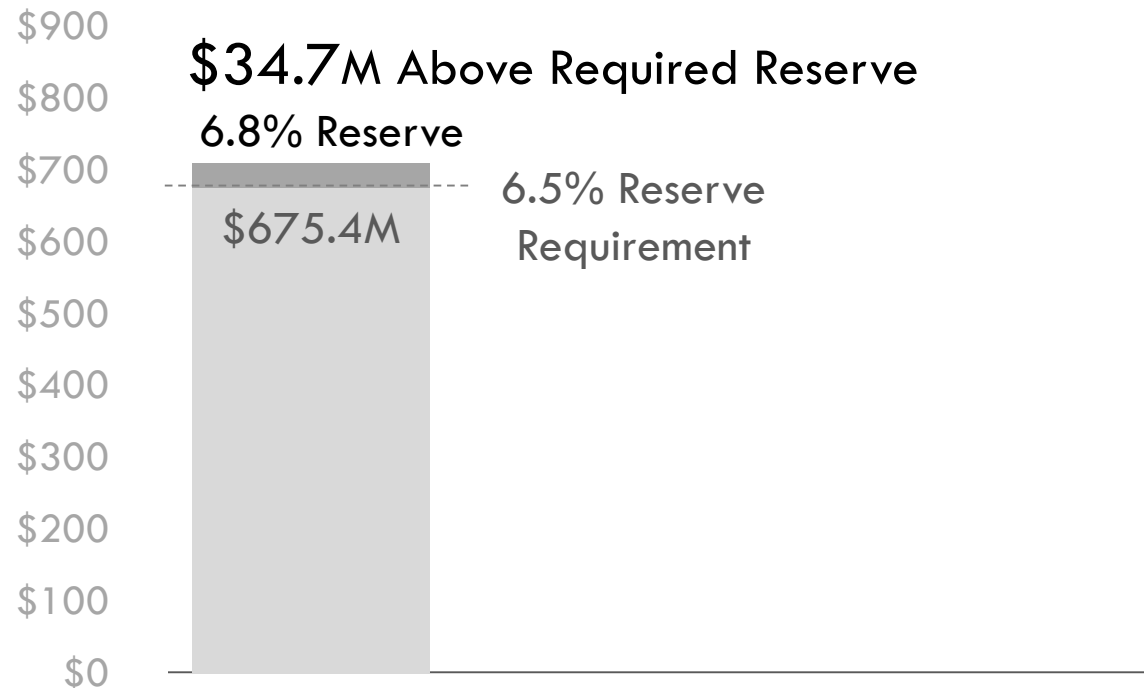 $900
$34.7M Above Required Reserve
$800
6.8% Reserve
$700
6.5% Reserve
$675.4M
$600
Requirement
$500
$400
$300
$200
$100
$0